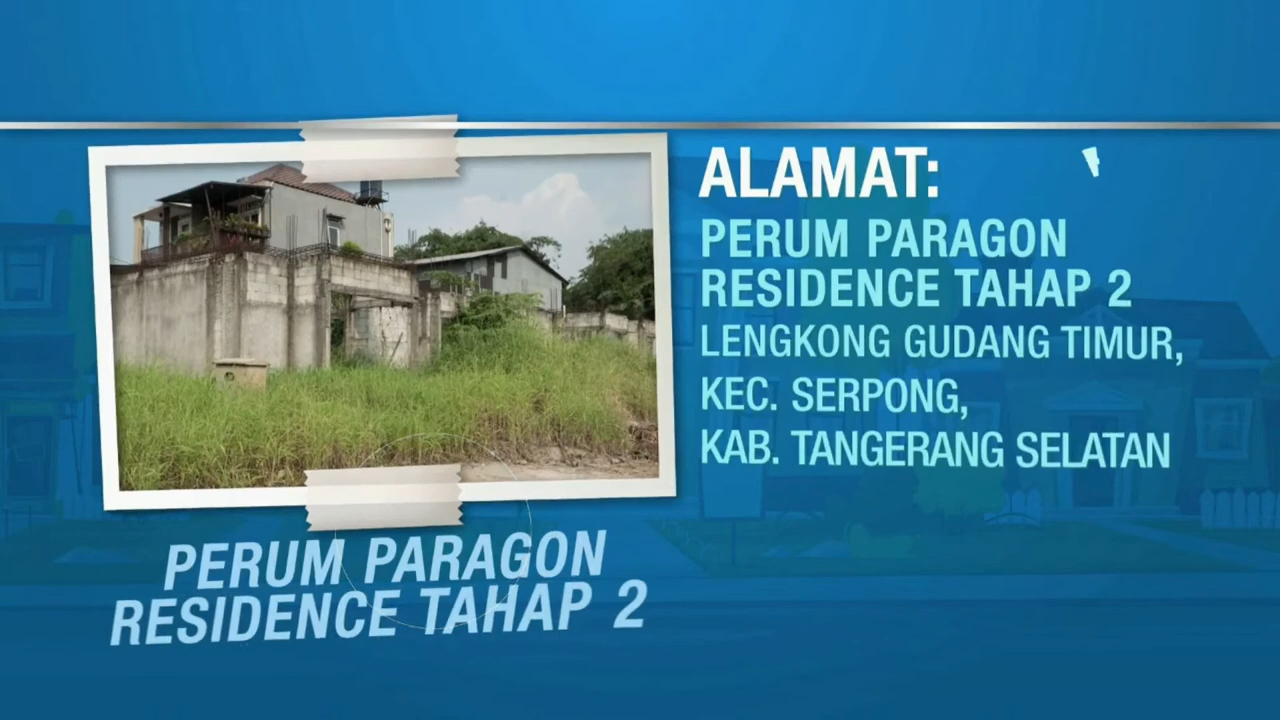 ALAMAT:
PERUM PARAGON
RESIDENCE TAHAP 2
LENGKONG GUDANG TIMUR,
KEC. SERPONG,
KAB. TANGERANG SELATAN
PERUM PARAGON
RESIDENCE TAHAP 2